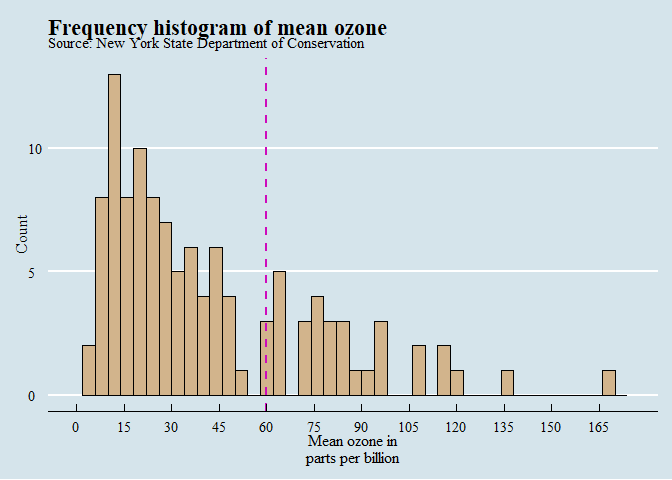 Frequency histogram of mean ozone
Source: New York State Department of Conservation
Count
10
5
0
0 15 30 45 60 75 90 105 120 135 150 165
Mean ozone in
parts per billion